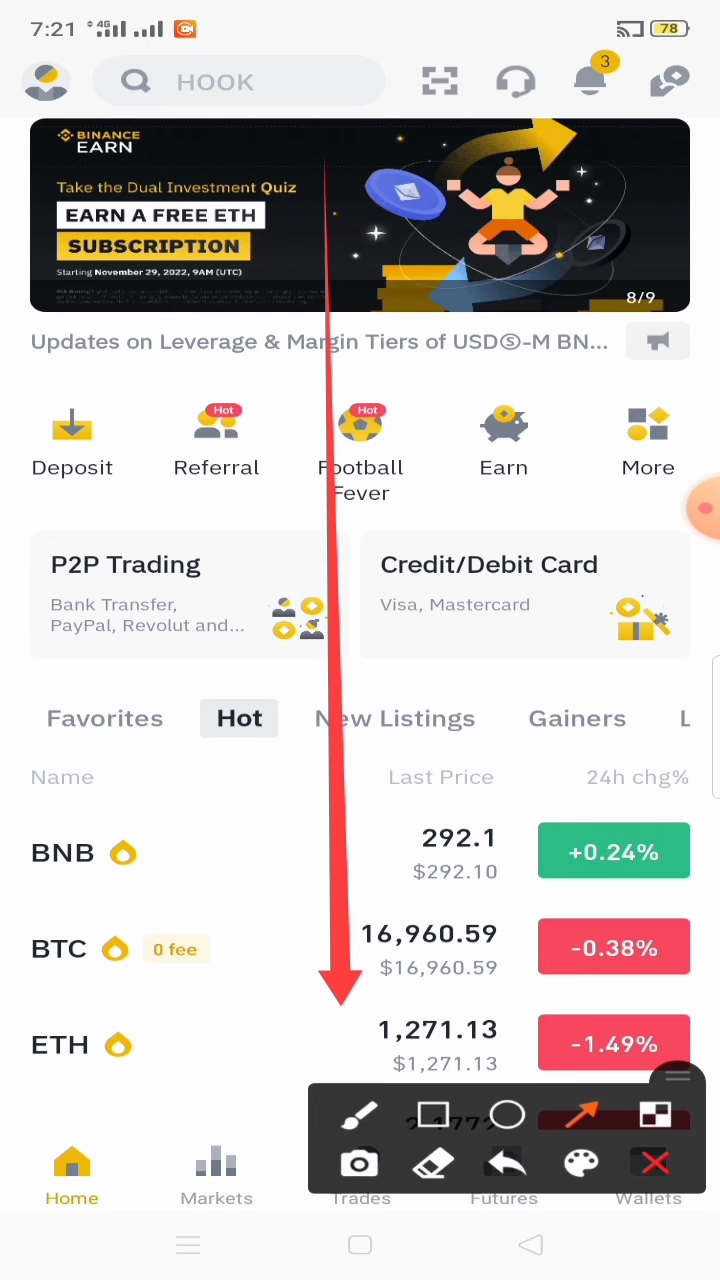 7:21 4G 78
HOOK
3
BINANCE
EARN
Take the Dual Investment Quiz
EARN A FREE ETH
SUBSCRIPTION
Starting November 29, 2022, 9AM (UTC)
8/9
Updates on Leverage & Margin Tiers of USDⓈ-M BN...
Hot Hot
Deposit Referral Football Fever Earn More
P2P Trading
Bank Transfer,
PayPal, Revolut and...
Credit/Debit Card
Visa, Mastercard
Favorites Hot New Listings Gainers L
Name Last Price 24h chg%
BNB 292.1 +0.24%
$292.10
BTC 0 fee 16,960.59 -0.38%
$16,960.59
ETH 1,271.13 -1.49%
$1,271.13
Home Markets Trades Futures Wallets